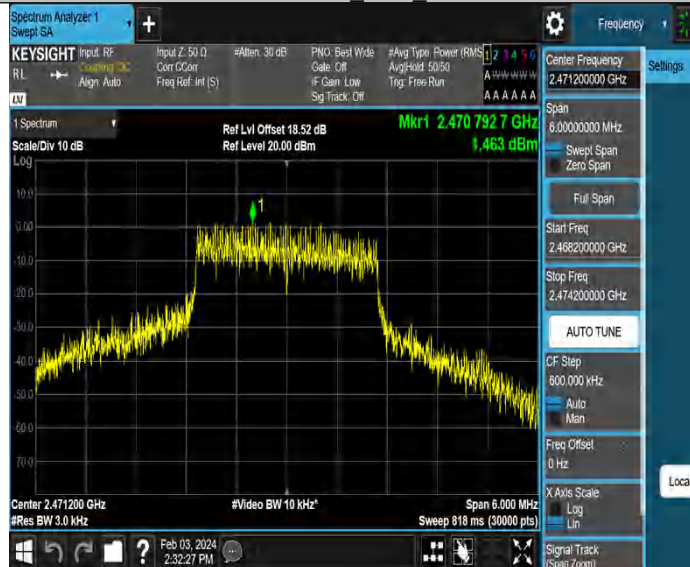 Spectrum Analyzer 1
Swept SA
+
Frequency
KEYSIGHT
RL
Input: RF
Coupling: DC
Align: Auto
Input Z: 50 Ω
Corr CCorr
Freq Ref: Int (S)
#Atten: 30 dB
PNO: Best Wide
Gate: Off
IF Gain: Low
Sig Track: Off
#Avg Type: Power (RMS
Avg|Hold: 50/50
Trig: Free Run
1 2 3 4 5 6
A W W W W W
A A A A A A
LXI
1 Spectrum
Scale/Div 10 dB
Log
Ref Lvl Offset 18.52 dB
Ref Level 20.00 dBm
Mkr1 2.470 792 7 GHz
1.463 dBm
10.0
0.00
-10.0
-20.0
-30.0
-40.0
-50.0
-60.0
-70.0
1
Center 2.471200 GHz
#Res BW 3.0 kHz
#Video BW 10 kHz*
Span 6.000 MHz
Sweep 818 ms (30000 pts)
?
Feb 03, 2024
2:32:27 PM
Center Frequency
2.471200000 GHz
Settings
Span
6.00000000 MHz
Swept Span
Zero Span
Full Span
Start Freq
2.468200000 GHz
Stop Freq
2.474200000 GHz
AUTO TUNE
CF Step
600.000 kHz
Auto
Man
Freq Offset
0 Hz
X Axis Scale
Log
Lin
Local
Signal Track
(Span Zoom)